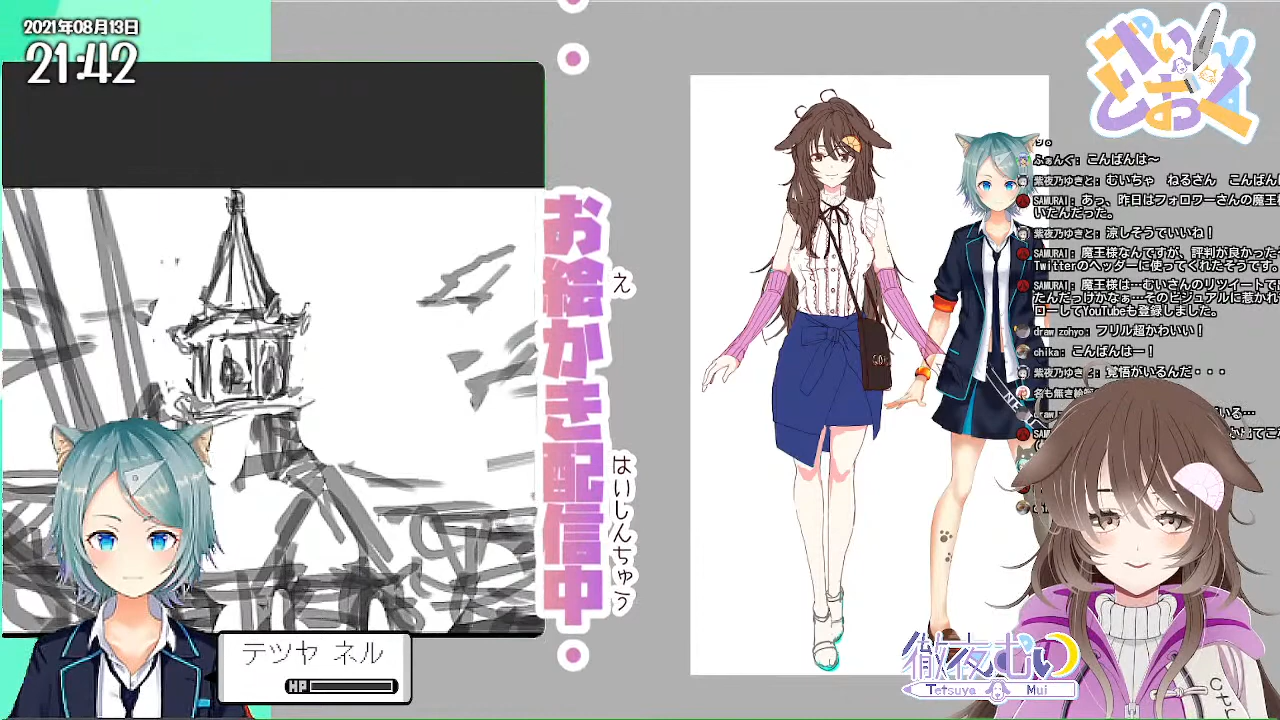 2021年08月13日
21:42
お絵かき配信中
え
はいしんちゅう
ふぁんぐ: こんばんは〜
紫夜乃ゆきと: むいちゃ ねるさん こんばん
SAMURAI: あっ、昨日はフォロワーさんの魔王
いたんだった。
紫夜乃ゆきと: 涼しそうでいいね!
SAMURAI: 魔王様なんですが、評判が良かった
Twitterのヘッダーに使ってくれたそうです。
SAMURAI: 魔王様は…むいさんのリツイートで
たんだっけかなぁ…このビジュアルに惹か
ローしてYouTubeも登録しました。
draw zohyo: フリル超かわいい!
chika: こんばんはー!
紫夜乃ゆき: 覚悟がいるんだ・・・
名も無き絵
テツヤ ネル
HP
徹夜むい
Tetsuya Mui